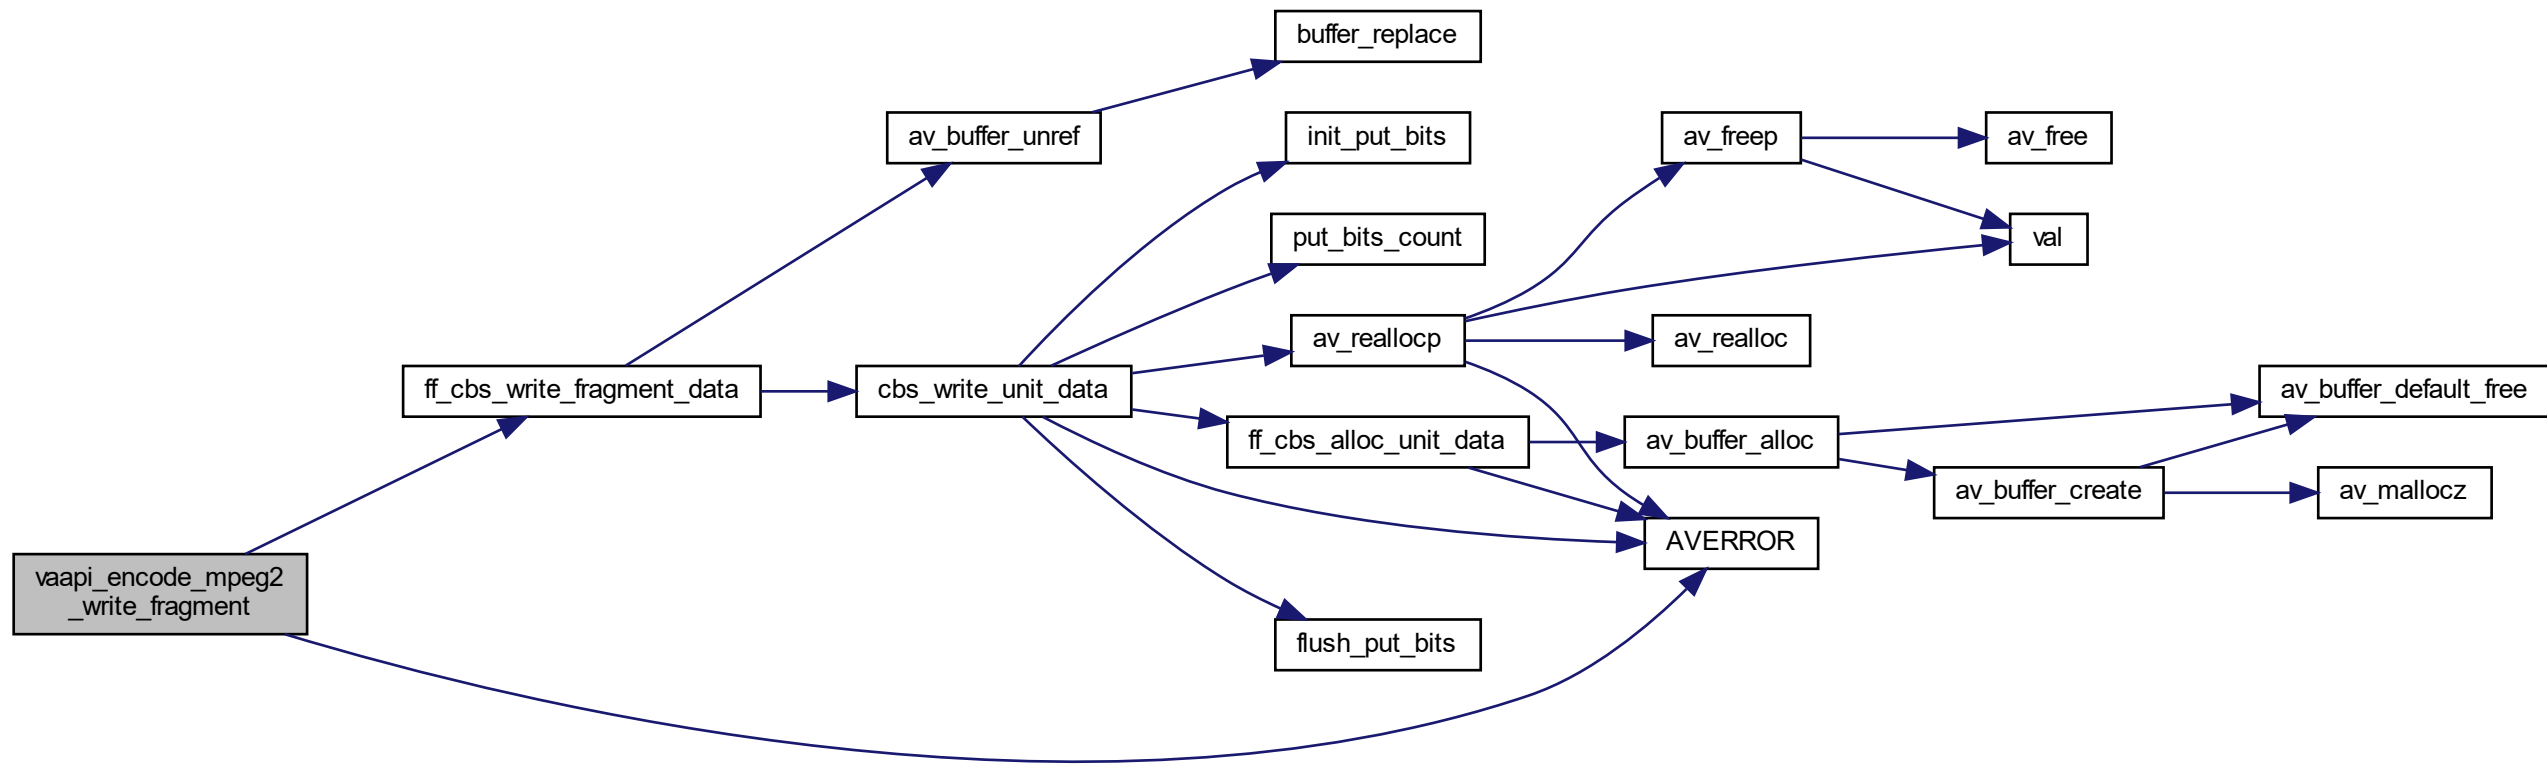 buffer_replace
av_buffer_unref
init_put_bits
av_freep
av_free
put_bits_count
val
av_reallocp
av_realloc
ff_cbs_write_fragment_data
cbs_write_unit_data
av_buffer_default_free
ff_cbs_alloc_unit_data
av_buffer_alloc
av_buffer_create
av_mallocz
AVERROR
vaapi_encode_mpeg2
_write_fragment
flush_put_bits